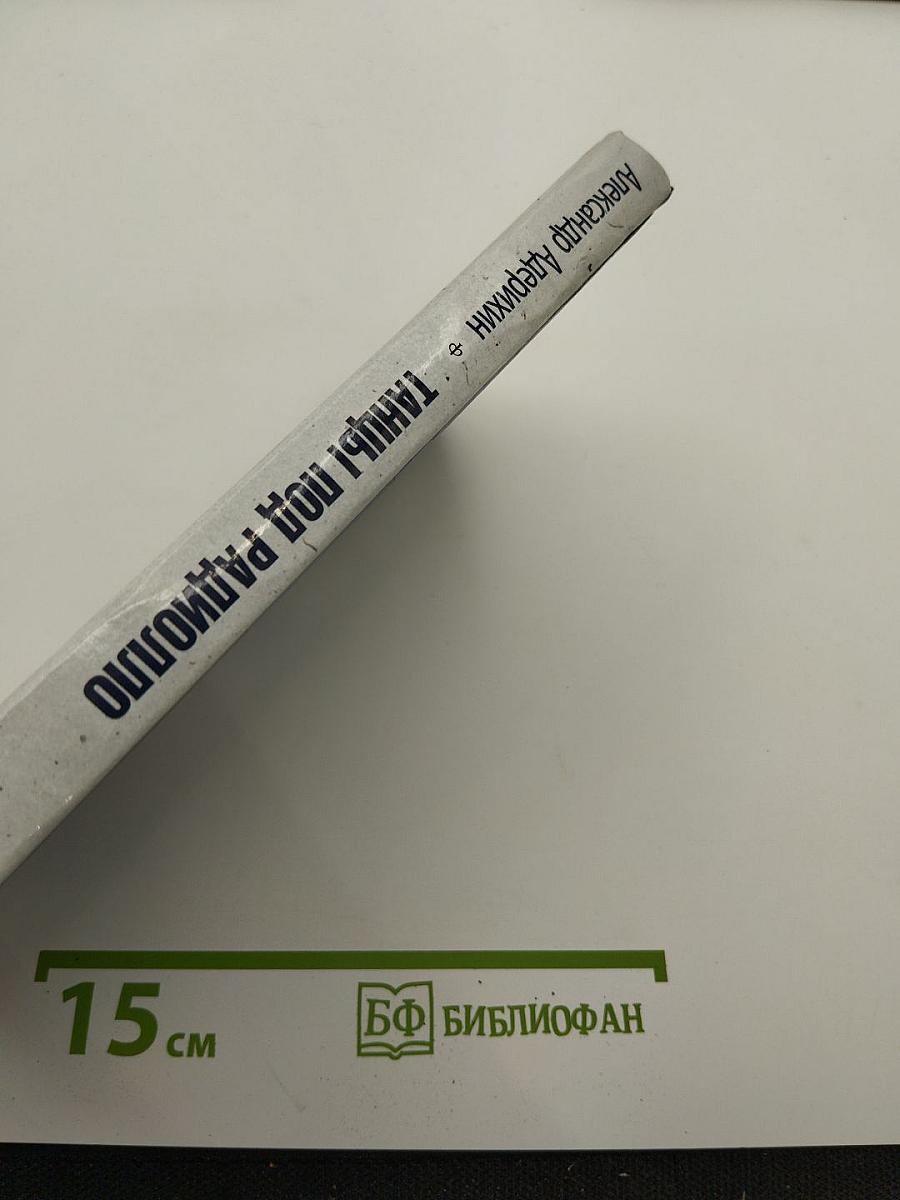 Александр Адерихин
ТАНЦЫ ПОД РАДИОЛЛО
15 см
БФ БИБЛИОФАН